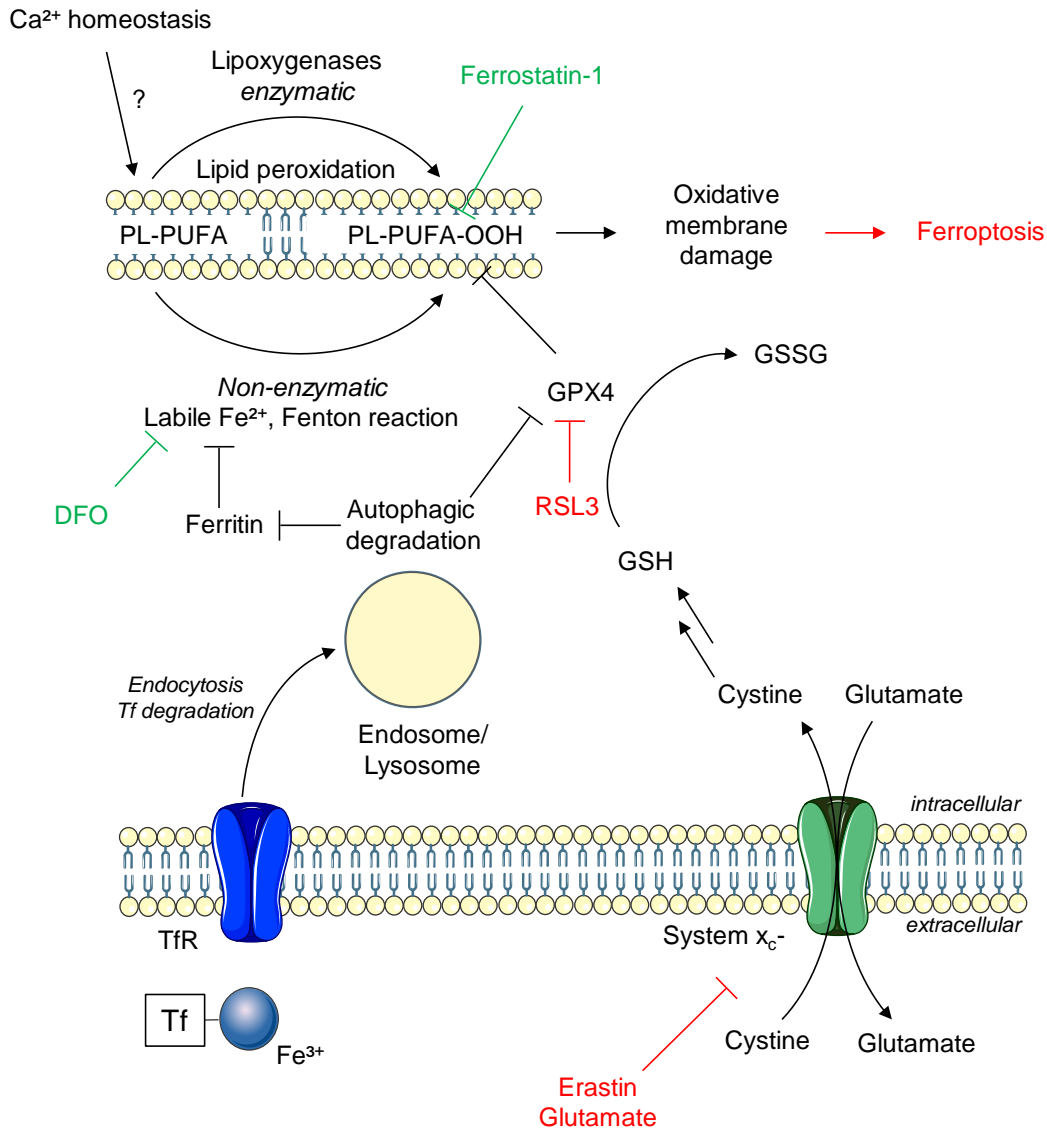 Ca²⁺ homeostasis
?
Lipoxygenases
enzymatic
Ferrostatin-1
Lipid peroxidation
PL-PUFA
PL-PUFA-OOH
Oxidative
membrane
damage
Ferroptosis
Non-enzymatic
Labile Fe²⁺, Fenton reaction
GPX4
GSSG
DFO
Ferritin
Autophagic
degradation
RSL3
GSH
Endocytosis
Tf degradation
Endosome/
Lysosome
Cystine
Glutamate
intracellular
extracellular
TfR
System xc-
Tf
Fe³⁺
Cystine
Glutamate
Erastin
Glutamate